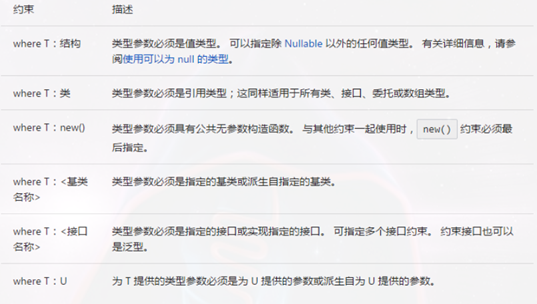 约束 描述
where T：结构 类型参数必须是值类型。 可以指定除 Nullable 以外的任何值类型。 有关详细信息，请参
阅使用可以为 null 的类型。
where T：类 类型参数必须是引用类型；这同样适用于所有类、接口、委托或数组类型。
where T：new() 类型参数必须具有公共无参数构造函数。 与其他约束一起使用时， new() 约束必须最
后指定。
where T：<基类 类型参数必须是指定的基类或派生自指定的基类。
名称>
where T：<接口 类型参数必须是指定的接口或实现指定的接口。 可指定多个接口约束。 约束接口也可以
名称> 是泛型。
where T：U 为 T 提供的类型参数必须是为 U 提供的参数或派生自为 U 提供的参数。